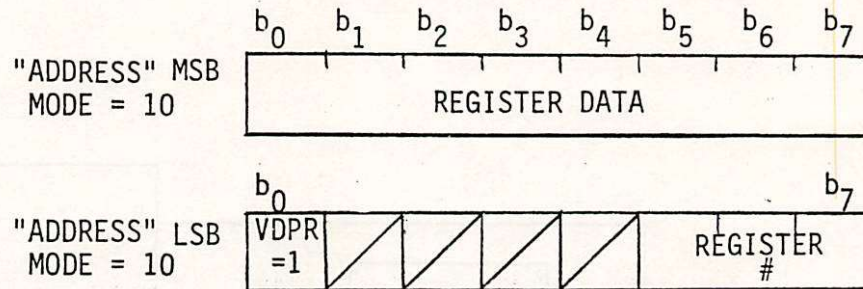 b0 b1 b2 b3 b4 b5 b6 b7
"ADDRESS" MSB
MODE = 10
REGISTER DATA
b0 b7
"ADDRESS" LSB
MODE = 10
VDPR
=1
REGISTER
#